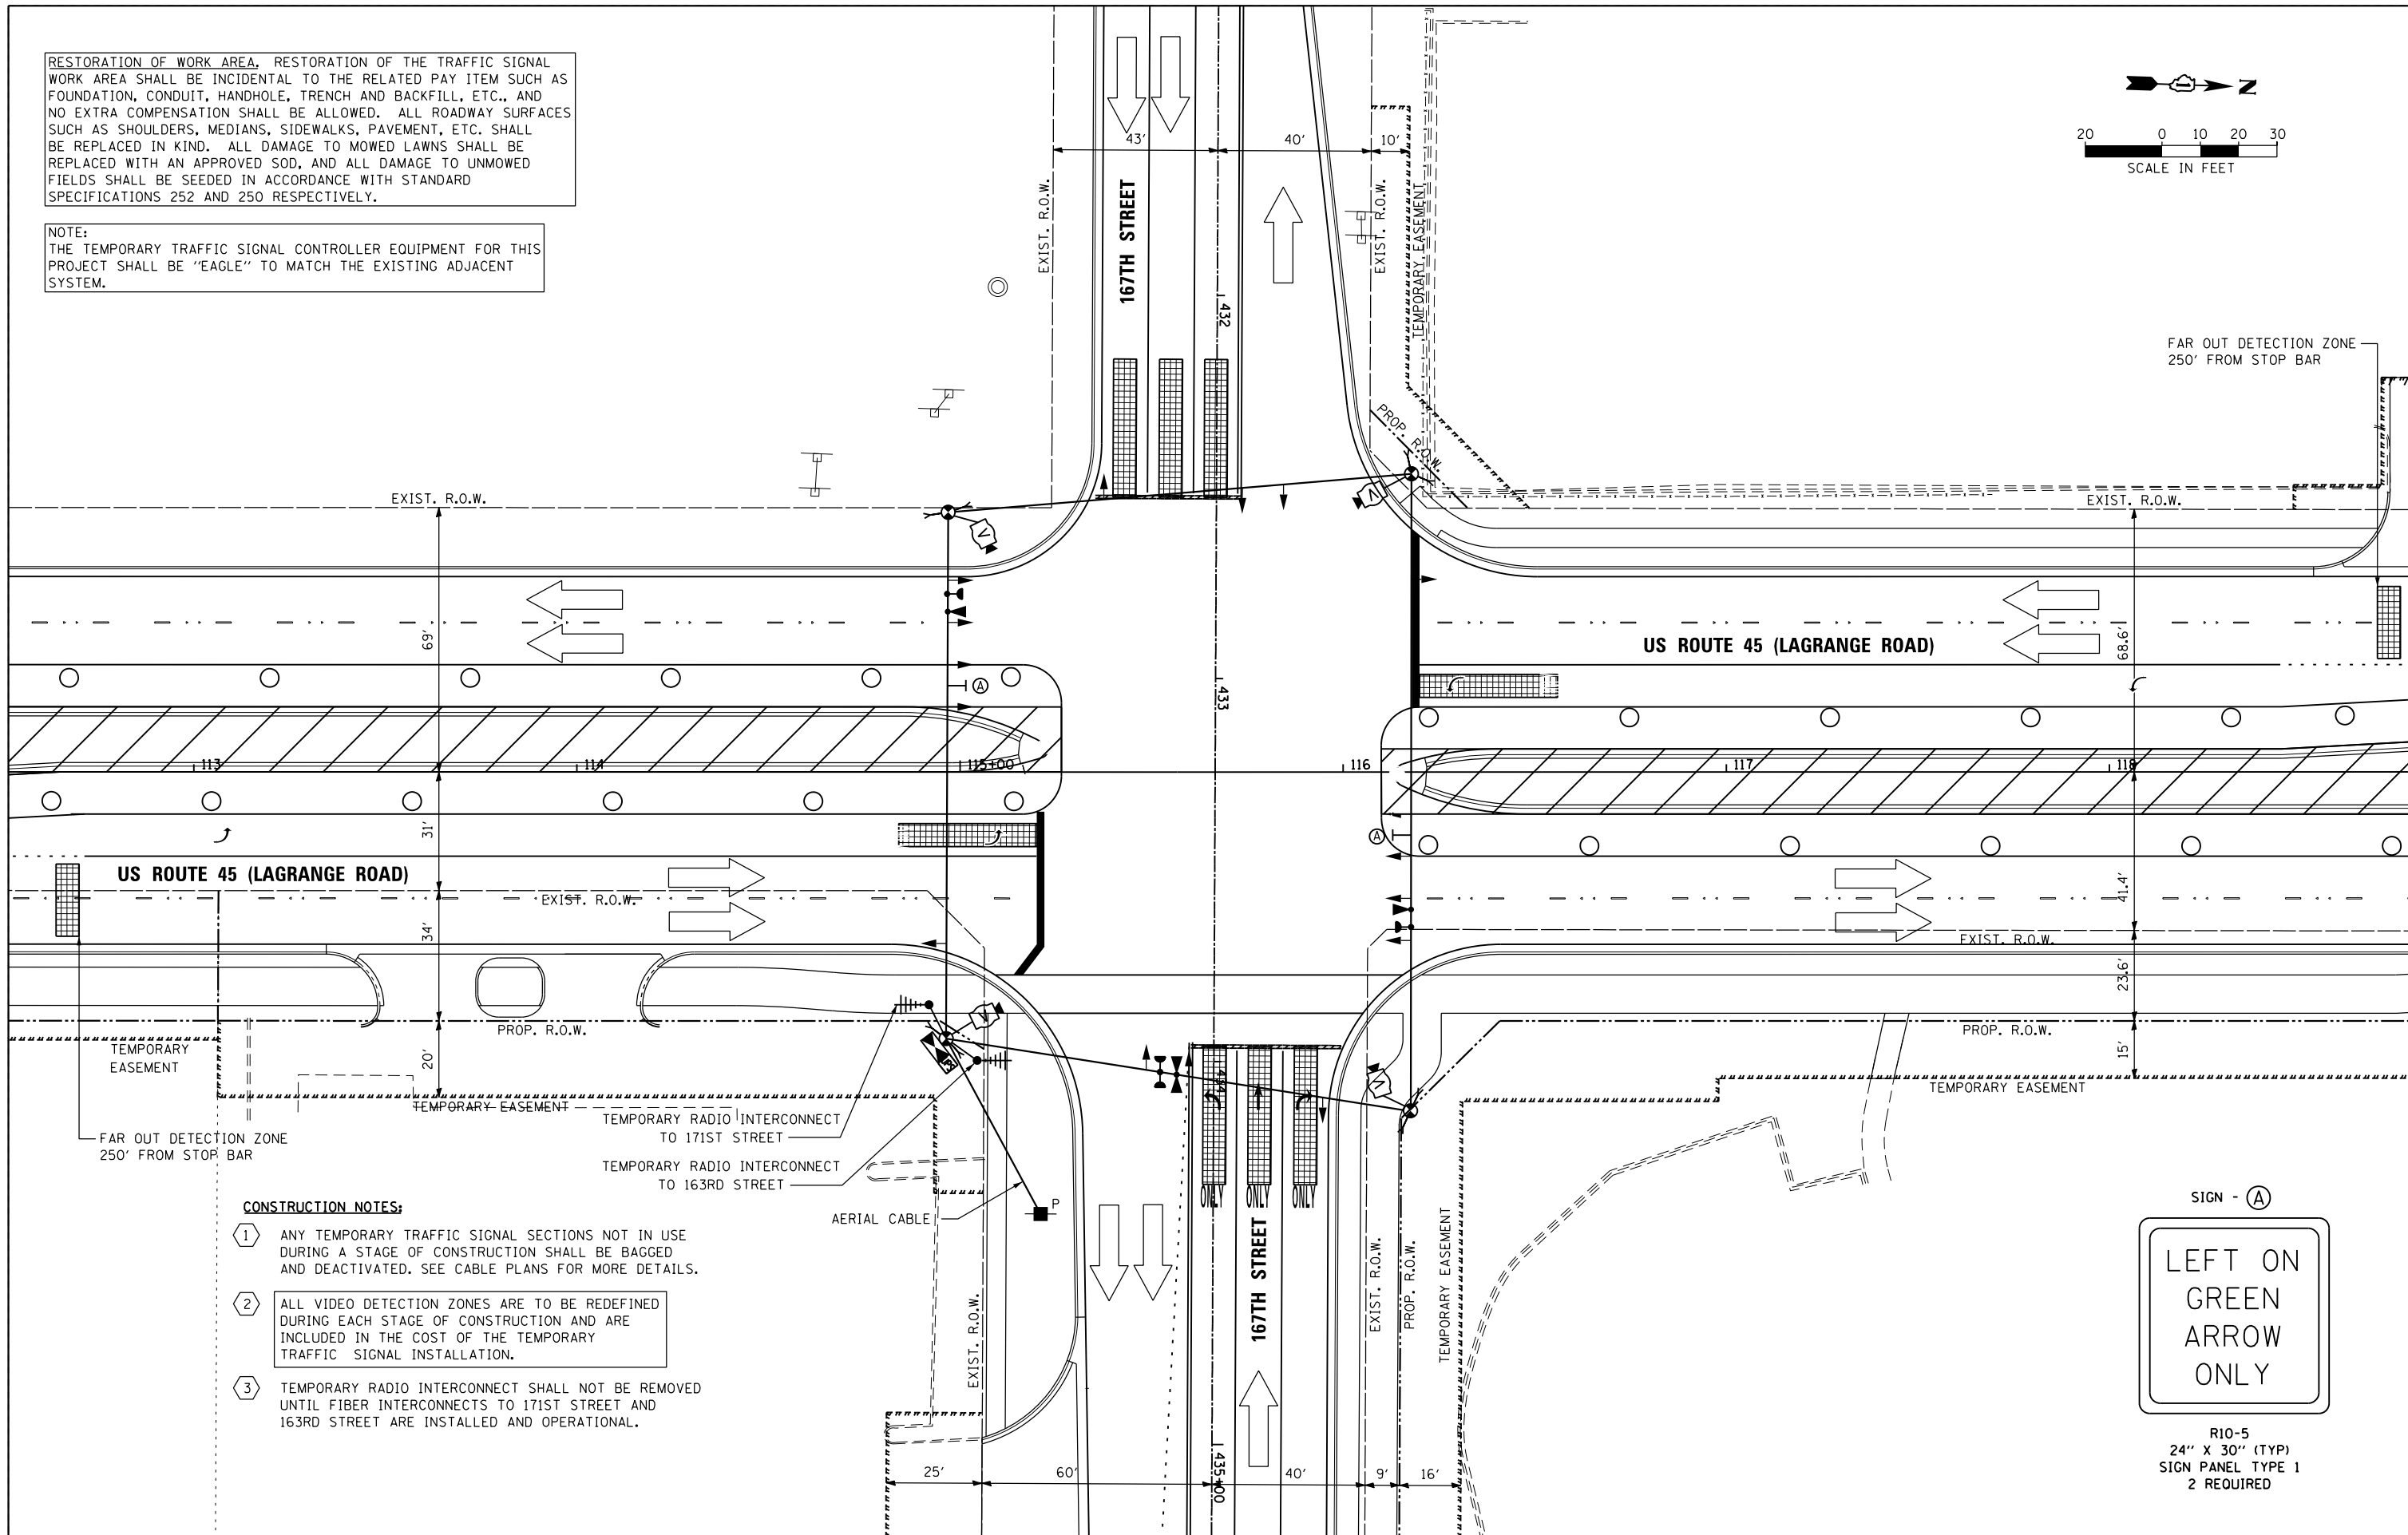 RESTORATION OF WORK AREA. RESTORATION OF THE TRAFFIC SIGNAL
WORK AREA SHALL BE INCIDENTAL TO THE RELATED PAY ITEM SUCH AS
FOUNDATION, CONDUIT, HANDHOLE, TRENCH AND BACKFILL, ETC., AND
NO EXTRA COMPENSATION SHALL BE ALLOWED. ALL ROADWAY SURFACES
SUCH AS SHOULDERS, MEDIANS, SIDEWALKS, PAVEMENT, ETC. SHALL
BE REPLACED IN KIND. ALL DAMAGE TO MOWED LAWNS SHALL BE
REPLACED WITH AN APPROVED SOD, AND ALL DAMAGE TO UNMOWED
FIELDS SHALL BE SEEDED IN ACCORDANCE WITH STANDARD
SPECIFICATIONS 252 AND 250 RESPECTIVELY.
NOTE:
THE TEMPORARY TRAFFIC SIGNAL CONTROLLER EQUIPMENT FOR THIS
PROJECT SHALL BE "EAGLE" TO MATCH THE EXISTING ADJACENT
SYSTEM.
N
20 0 10 20 30
SCALE IN FEET
43'
40'
10'
EXIST. R.O.W.
167TH STREET
432
EXIST. R.O.W.
TEMPORARY EASEMENT
FAR OUT DETECTION ZONE
250' FROM STOP BAR
PROP. R.O.W.
EXIST. R.O.W.
EXIST. R.O.W.
V
V
69'
US ROUTE 45 (LAGRANGE ROAD)
68.6'
A
433
113
114
115+00
116
117
118
31'
A
US ROUTE 45 (LAGRANGE ROAD)
EXIST. R.O.W.
34'
41.4'
EXIST. R.O.W.
23.6'
PROP. R.O.W.
PROP. R.O.W.
V
V
TEMPORARY
EASEMENT
20'
15'
TEMPORARY EASEMENT
TEMPORARY EASEMENT
434
FAR OUT DETECTION ZONE
250' FROM STOP BAR
TEMPORARY RADIO INTERCONNECT
TO 171ST STREET
TEMPORARY RADIO INTERCONNECT
TO 163RD STREET
AERIAL CABLE
P
ONLY
ONLY
ONLY
CONSTRUCTION NOTES:
1 ANY TEMPORARY TRAFFIC SIGNAL SECTIONS NOT IN USE
DURING A STAGE OF CONSTRUCTION SHALL BE BAGGED
AND DEACTIVATED. SEE CABLE PLANS FOR MORE DETAILS.
2 ALL VIDEO DETECTION ZONES ARE TO BE REDEFINED
DURING EACH STAGE OF CONSTRUCTION AND ARE
INCLUDED IN THE COST OF THE TEMPORARY
TRAFFIC SIGNAL INSTALLATION.
3 TEMPORARY RADIO INTERCONNECT SHALL NOT BE REMOVED
UNTIL FIBER INTERCONNECTS TO 171ST STREET AND
163RD STREET ARE INSTALLED AND OPERATIONAL.
EXIST. R.O.W.
167TH STREET
EXIST. R.O.W.
PROP. R.O.W.
TEMPORARY EASEMENT
25'
60'
435+00
40'
9'
16'
SIGN - A
LEFT ON
GREEN
ARROW
ONLY
R10-5
24" X 30" (TYP)
SIGN PANEL TYPE 1
2 REQUIRED